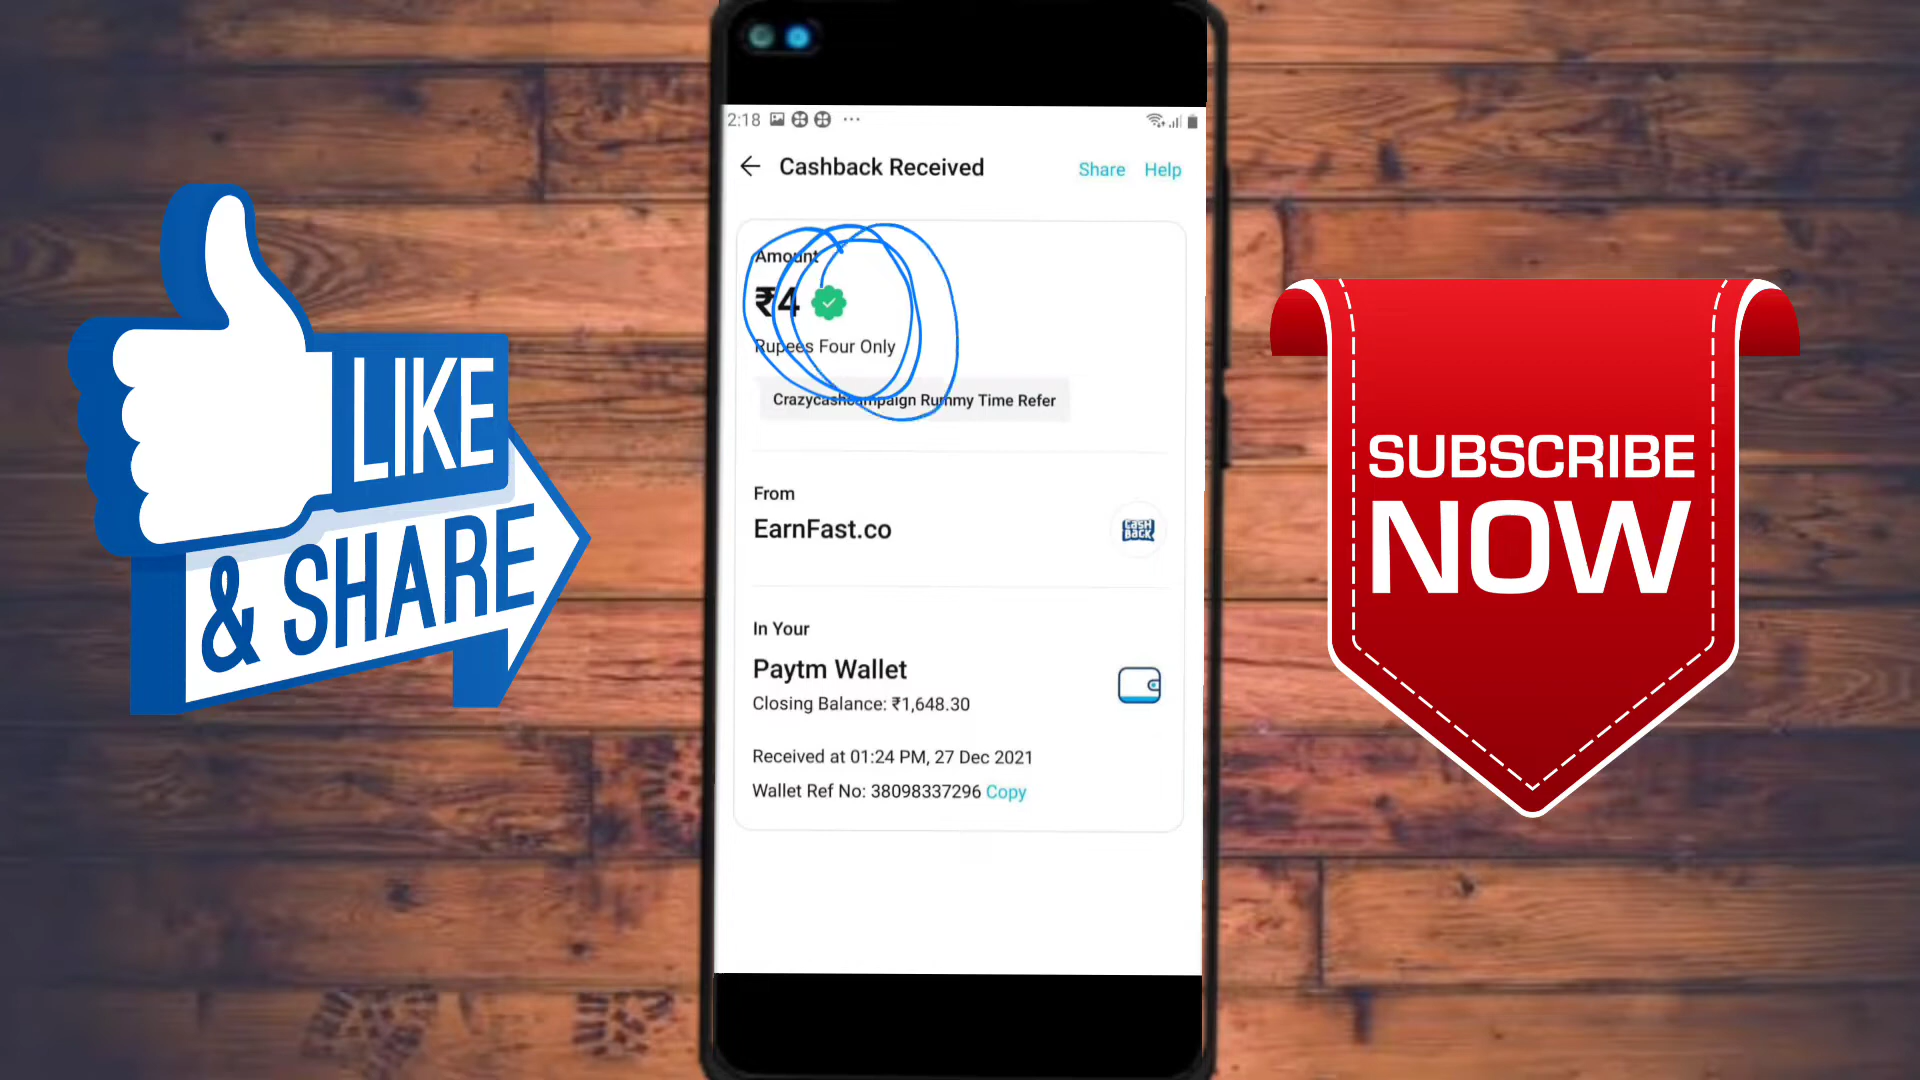 LIKE
& SHARE
2:18
Cashback Received
Share Help
Amount
₹4
Rupees Four Only
Crazycashcampaign Rummy Time Refer
From
EarnFast.co
CASH
BACK
In Your
Paytm Wallet
Closing Balance: ₹1,648.30
Received at 01:24 PM, 27 Dec 2021
Wallet Ref No: 38098337296 Copy
SUBSCRIBE
NOW